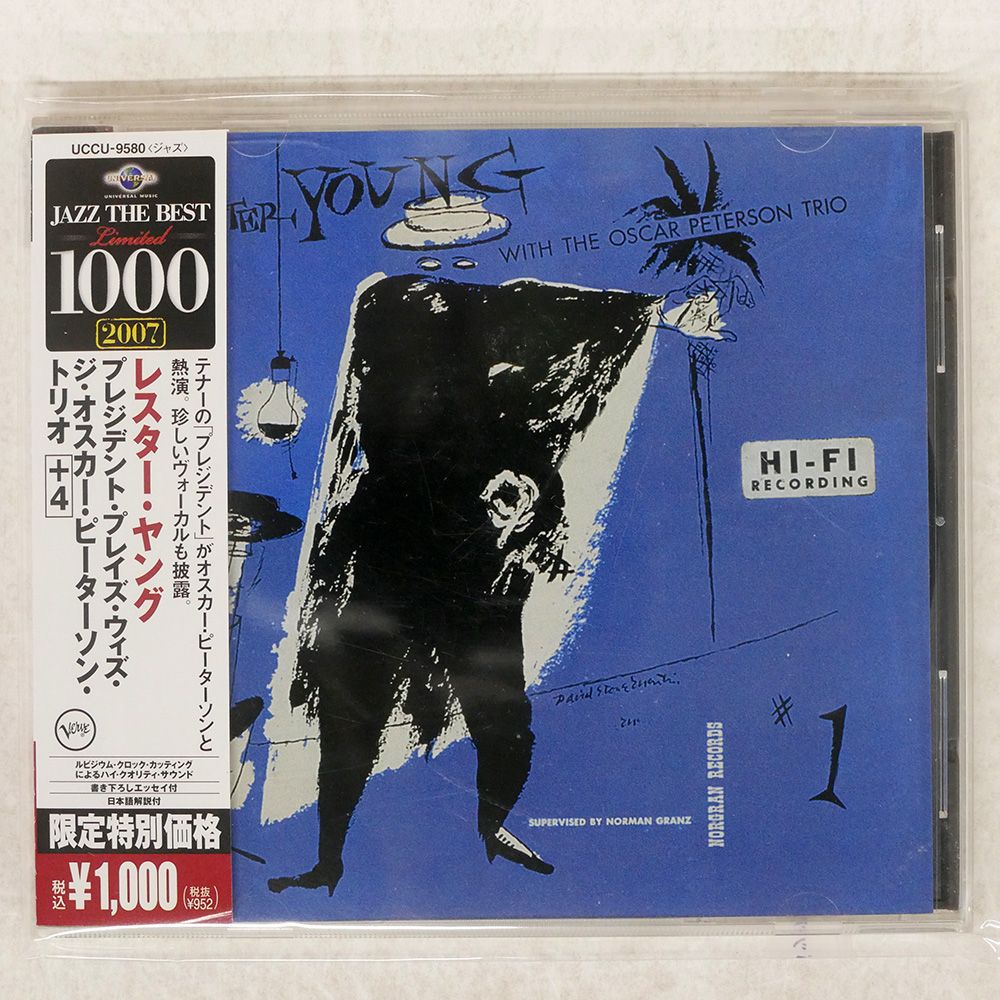 UCCU-9580〈ジャズ〉
UNIVERSAL
UNIVERSAL MUSIC
JAZZ THE BEST
Limited
1000
2007
テナーの「プレジデント」がオスカー・ピーターソンと
熱演。珍しいヴォーカルも披露。
レスター・ヤング
プレジデント・プレイズ・ウィズ・
ジ・オスカー・ピーターソン・
トリオ+4
Verve
ルビジウム・クロック・カッティング
によるハイ・クオリティ・サウンド
書き下ろしエッセイ付
日本語解説付
限定特別価格
税込 ¥1,000 (税抜 ¥952)
TER YOUNG
WITH THE OSCAR PETERSON TRIO
HI-FI
RECORDING
David Stone Martin
#1
NORGRAN RECORDS
SUPERVISED BY NORMAN GRANZ